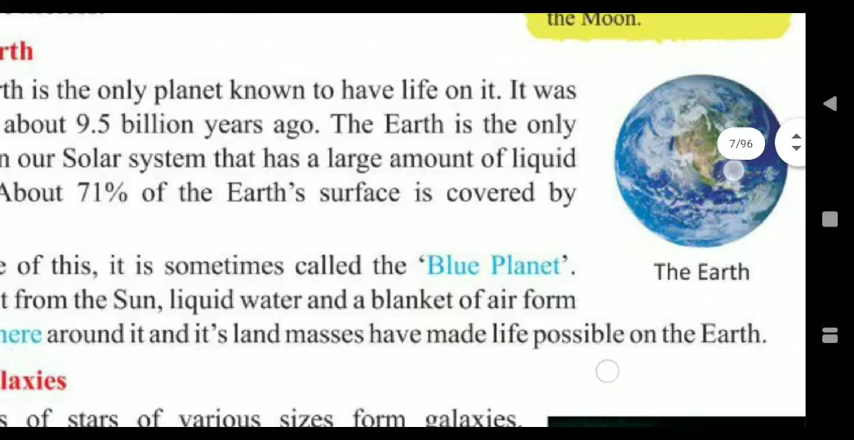 the Moon.
rth
th is the only planet known to have life on it. It was
about 9.5 billion years ago. The Earth is the only
n our Solar system that has a large amount of liquid
About 71% of the Earth's surface is covered by
7/96
e of this, it is sometimes called the ‘Blue Planet’.
The Earth
t from the Sun, liquid water and a blanket of air form
here around it and it's land masses have made life possible on the Earth.
laxies
s of stars of various sizes form galaxies.